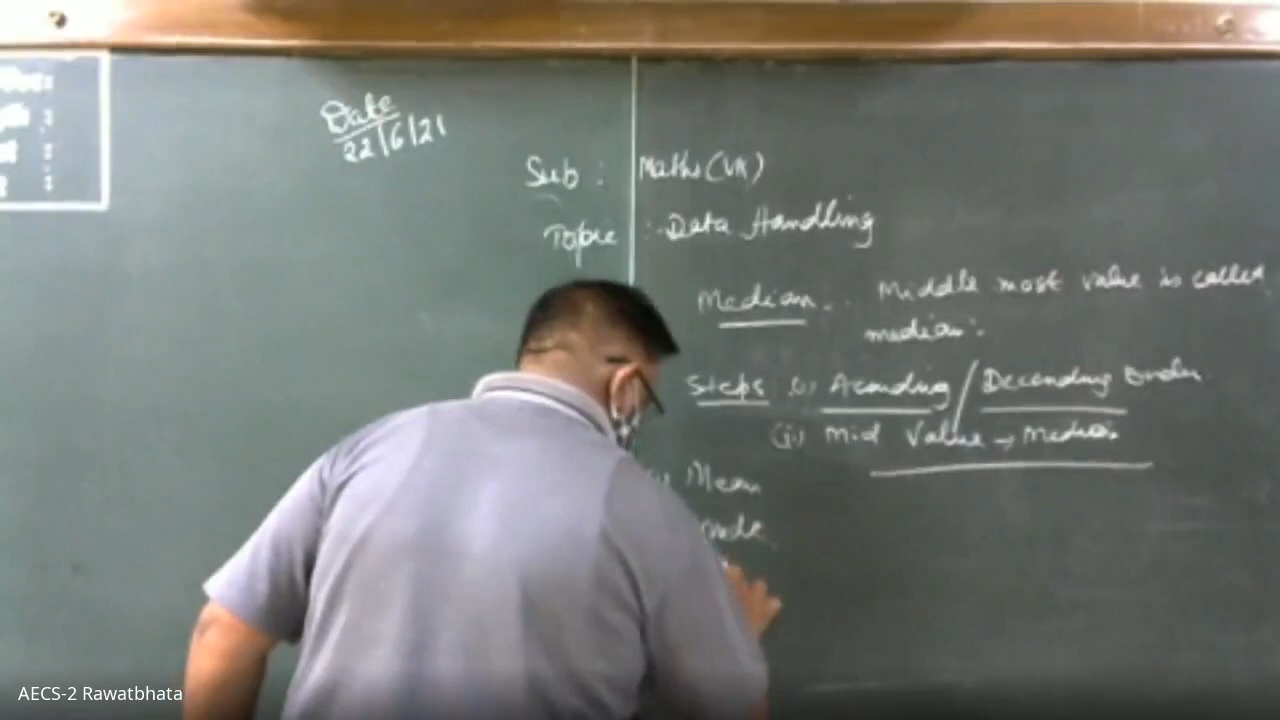 Date
22/6/21
Sub : Maths (VII)
Topic : Data Handling
Median : Middle most value is called
median.
Steps (i) Acending / Decending Order
(ii) Mid Value → Median
Mean
Mode
AECS-2 Rawatbhata